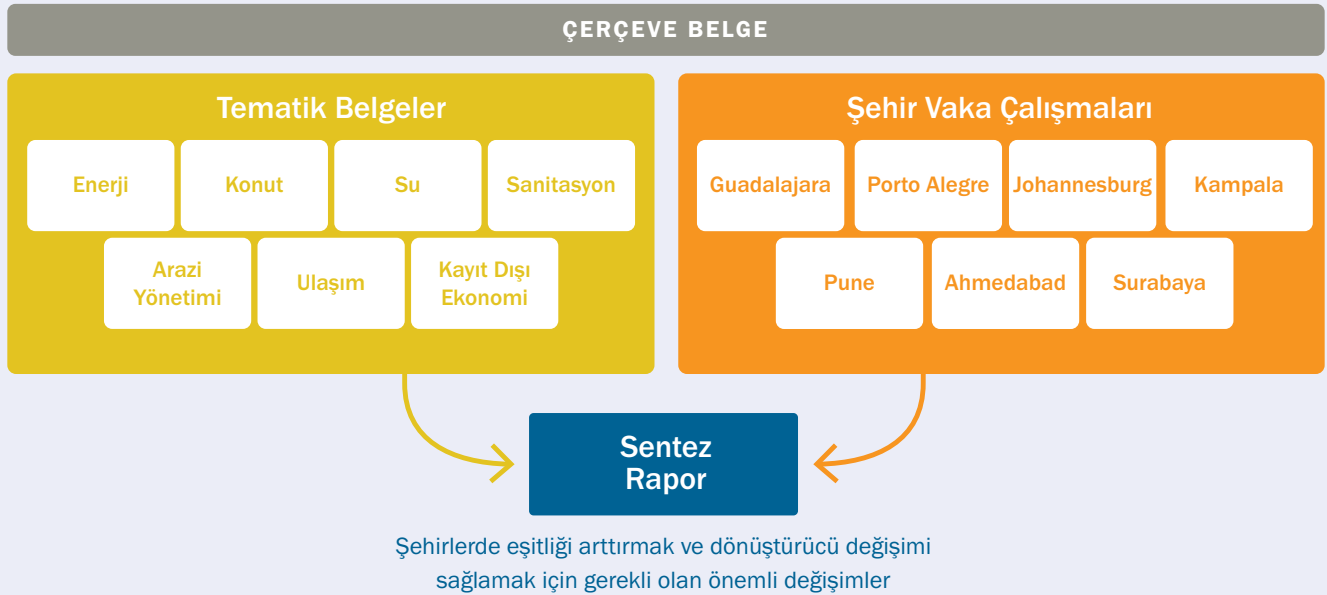 ÇERÇEVE BELGE
Tematik Belgeler
Enerji
Konut
Su
Sanitasyon
Arazi
Yönetimi
Ulaşım
Kayıt Dışı
Ekonomi
Şehir Vaka Çalışmaları
Guadalajara
Porto Alegre
Johannesburg
Kampala
Pune
Ahmedabad
Surabaya
Sentez
Rapor
Şehirlerde eşitliği arttırmak ve dönüştürücü değişimi
sağlamak için gerekli olan önemli değişimler